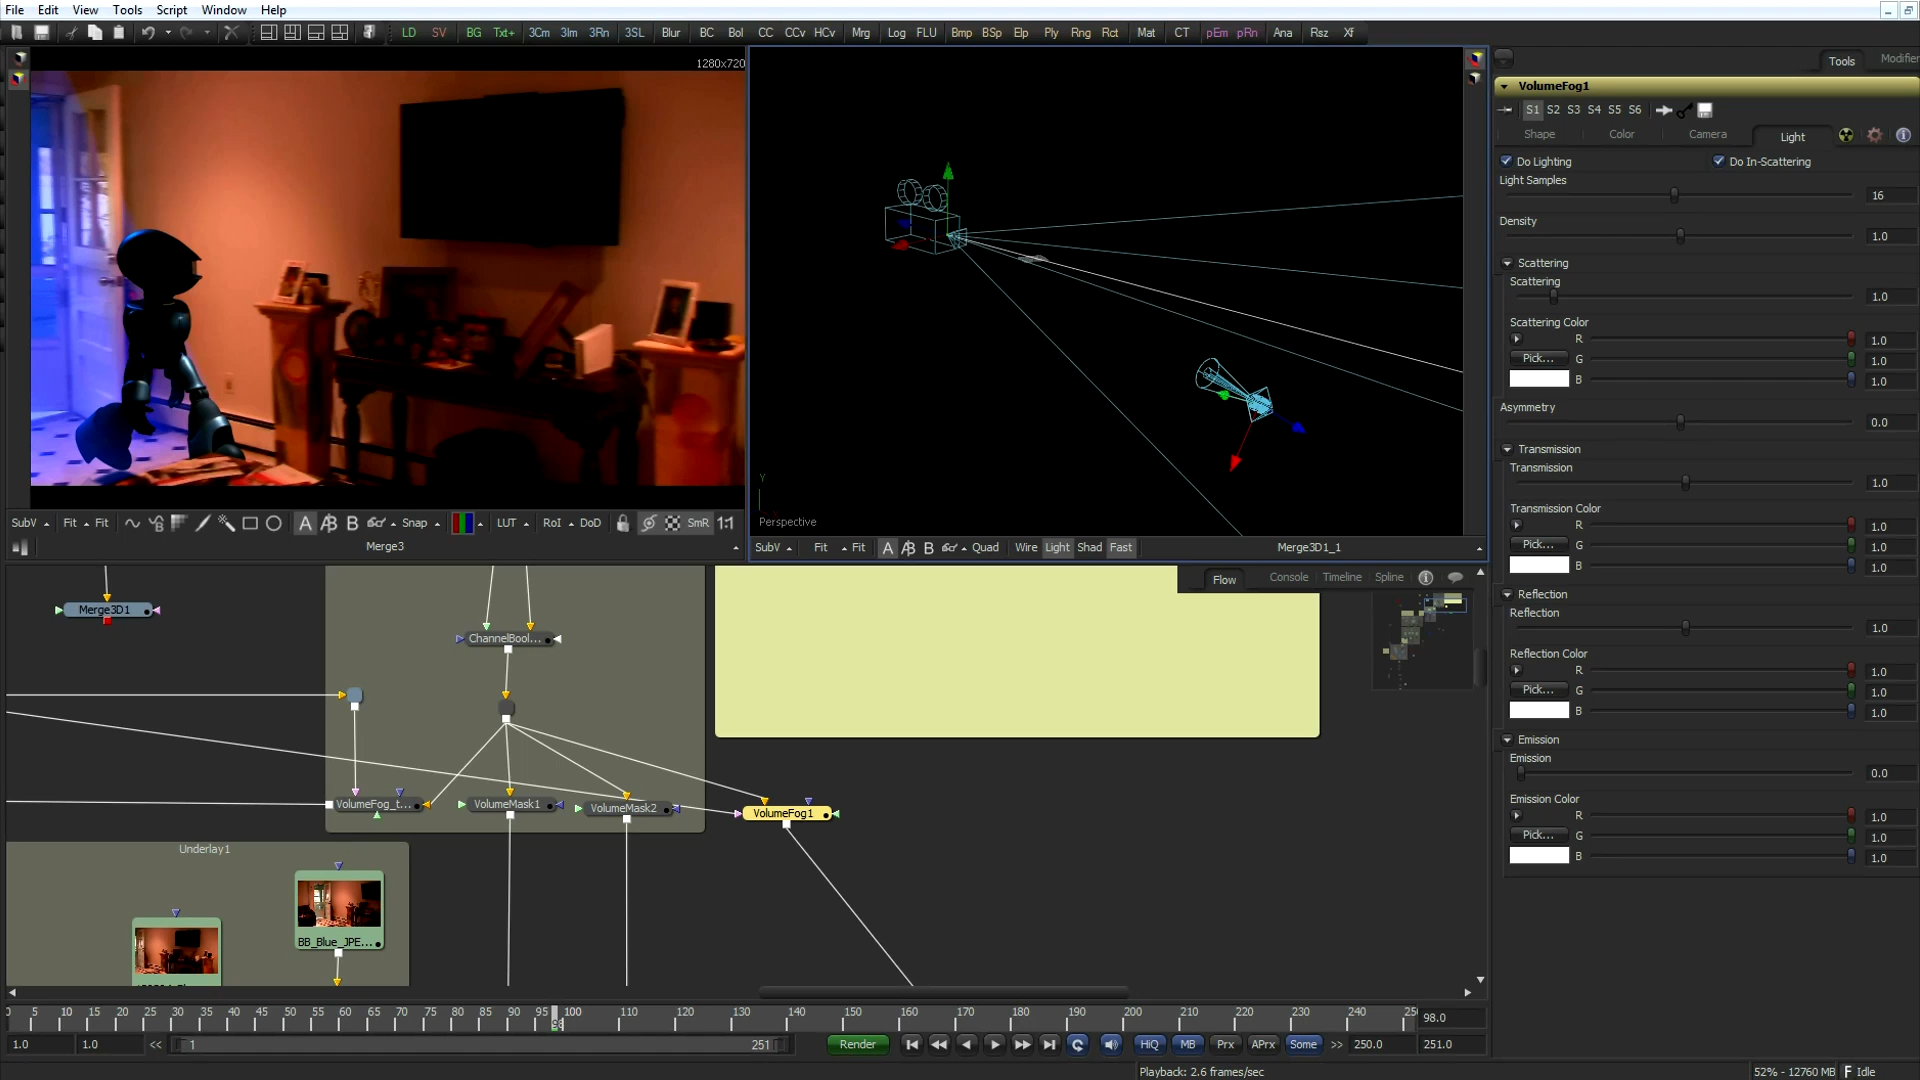 File Edit View Tools Script Window Help
LD SV BG Txt+ 3Cm 3Im 3Rn 3SL Blur BC Bol CC CCv HCv Mrg Log FLU Bmp BSp Elp Ply Rng Rct Mat CT pEm pRn Ana Rsz Xf
1280x720
Tools Modifier
VolumeFog1
S1 S2 S3 S4 S5 S6
Shape Color Camera Light
Do Lighting Do In-Scattering
Light Samples
16
Density
1.0
Scattering
Scattering
1.0
Scattering Color
R 1.0
Pick... G 1.0
B 1.0
Asymmetry
0.0
Transmission
Transmission
1.0
Transmission Color
R 1.0
Pick... G 1.0
B 1.0
Reflection
Reflection
1.0
Reflection Color
R 1.0
Pick... G 1.0
B 1.0
Emission
Emission
0.0
Emission Color
R 1.0
Pick... G 1.0
B 1.0
Y
Perspective
SubV Fit Fit A B Snap LUT RoI DoD SmR 1:1
Merge3
SubV Fit Fit A B Quad Wire Light Shad Fast Merge3D1_1
Flow Console Timeline Spline
Merge3D1
ChannelBool...
VolumeFog_t... VolumeMask1 VolumeMask2 VolumeFog1
Underlay1
BB_Blue_JPE...
5 10 15 20 25 30 35 40 45 50 55 60 65 70 75 80 85 90 95 100 110 120 130 140 150 160 170 180 190 200 210 220 230 240 25
98 98.0
1.0 1.0 << 1 251 Render HiQ MB Prx APrx Some >> 250.0 251.0
Playback: 2.6 frames/sec 52% - 12760 MB Idle